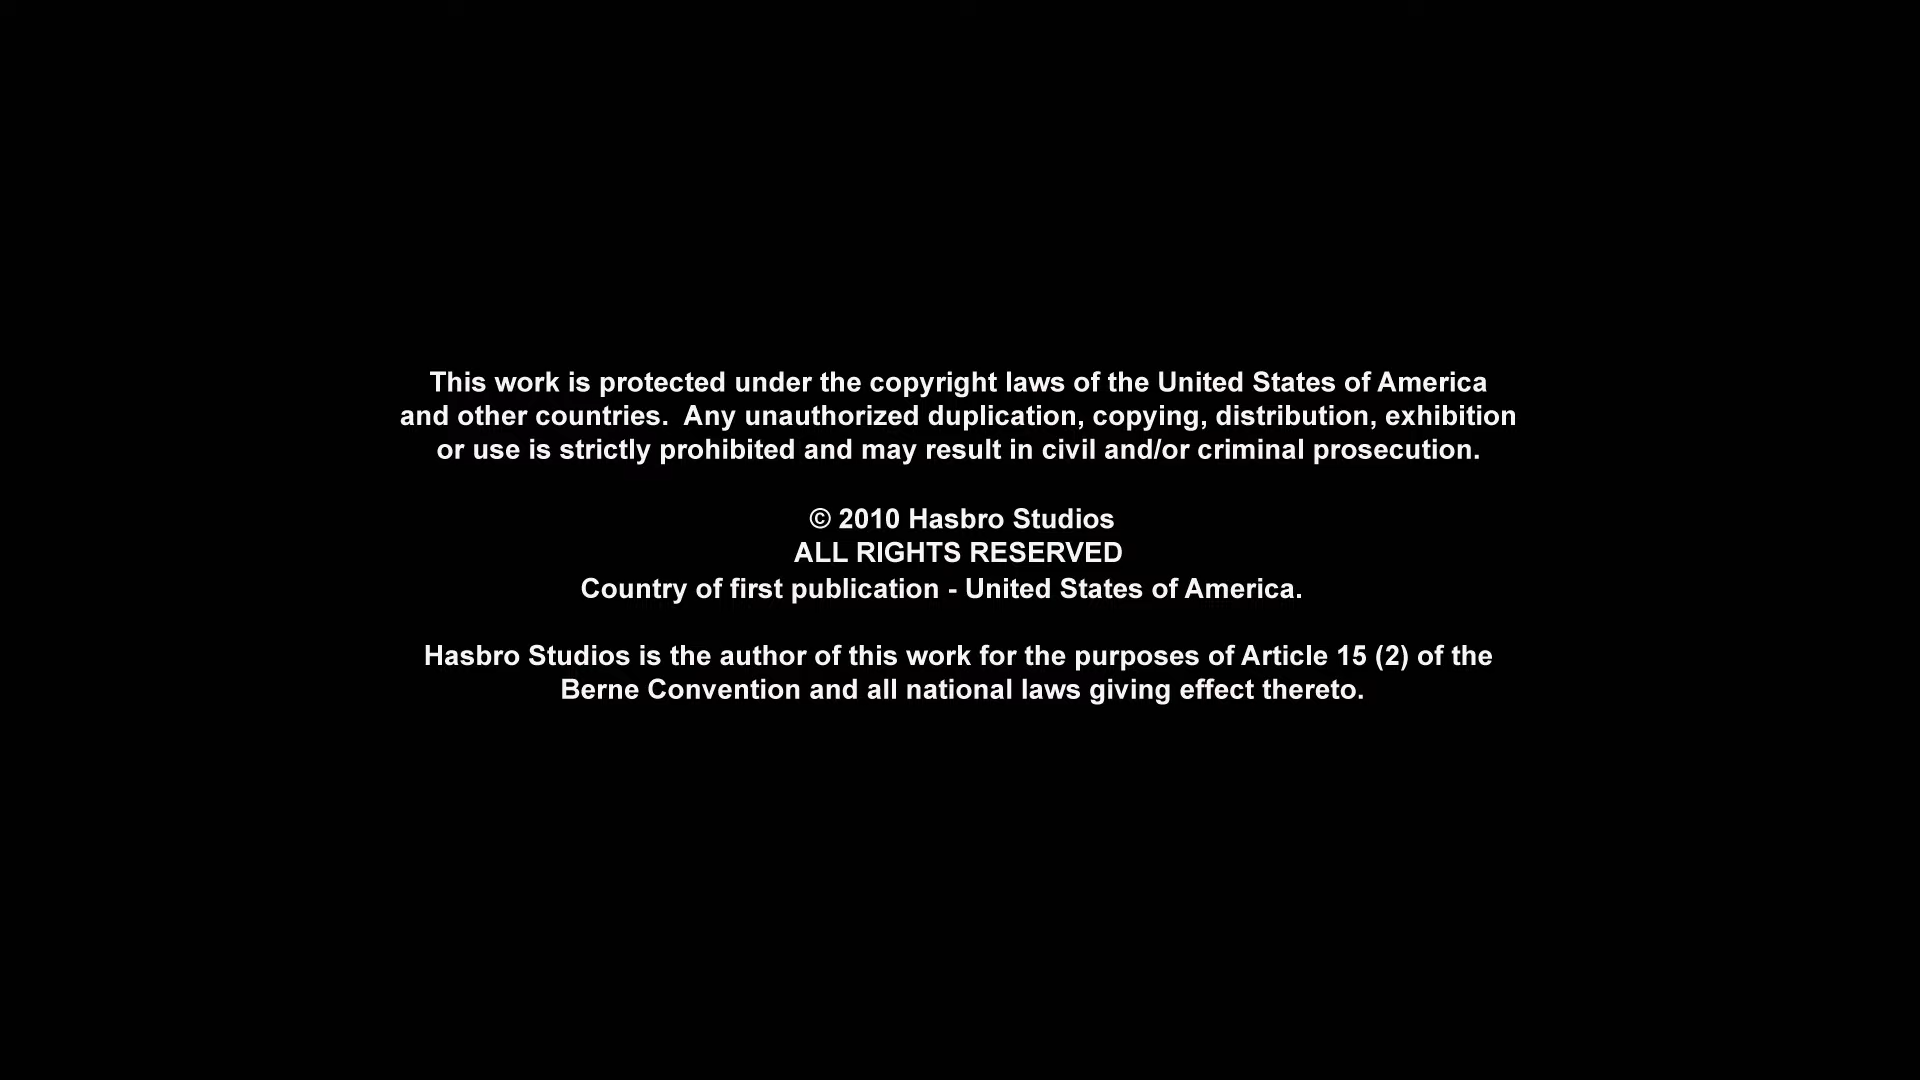 This work is protected under the copyright laws of the United States of America
and other countries.  Any unauthorized duplication, copying, distribution, exhibition
or use is strictly prohibited and may result in civil and/or criminal prosecution.
© 2010 Hasbro Studios
ALL RIGHTS RESERVED
Country of first publication - United States of America.
Hasbro Studios is the author of this work for the purposes of Article 15 (2) of the
Berne Convention and all national laws giving effect thereto.